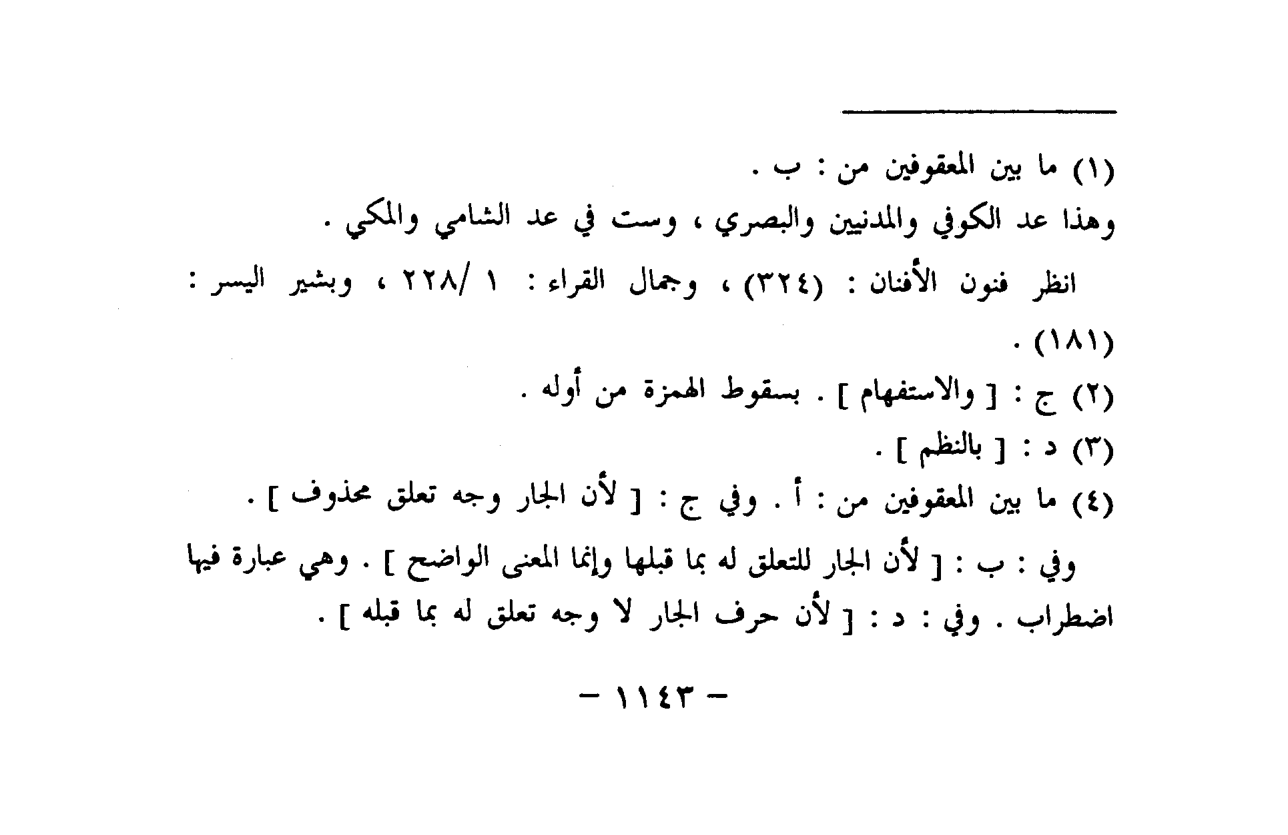 (١) ما بين المعقوفين من : ب .
وهذا عد الكوفي والمدنيين والبصري ، وست في عد الشامي والمكي .
انظر فنون الأفنان : (٣٢٤) ، وجمال القراء : ١ /٢٢٨ ، وبشير اليسر :
(١٨١) .
(٢) ج : [ والاستفهام ] . بسقوط الهمزة من أوله .
(٣) د : [ بالنظم ] .
(٤) ما بين المعقوفين من : أ . وفي ج : [ لأن الجار وجه تعلق محذوف ] .
وفي : ب : [ لأن الجار للتعلق له بما قبلها وإنما المعنى الواضح ] . وهي عبارة فيها
اضطراب . وفي : د : [ لأن حرف الجار لا وجه تعلق له بما قبله ] .
– ١١٤٣ –